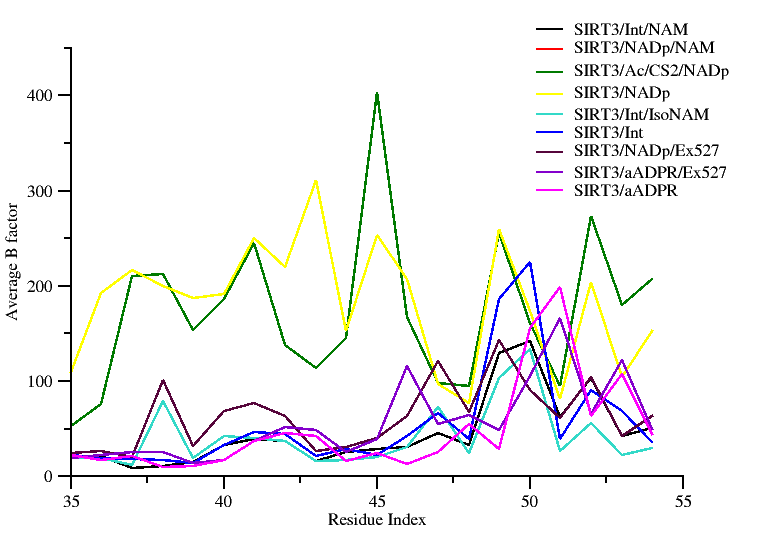 SIRT3/Int/NAM
SIRT3/NADp/NAM
SIRT3/Ac/CS2/NADp
SIRT3/NADp
SIRT3/Int/IsoNAM
SIRT3/Int
SIRT3/NADp/Ex527
SIRT3/aADPR/Ex527
SIRT3/aADPR
Average B factor
400
300
200
100
0
35 40 45 50 55
Residue Index